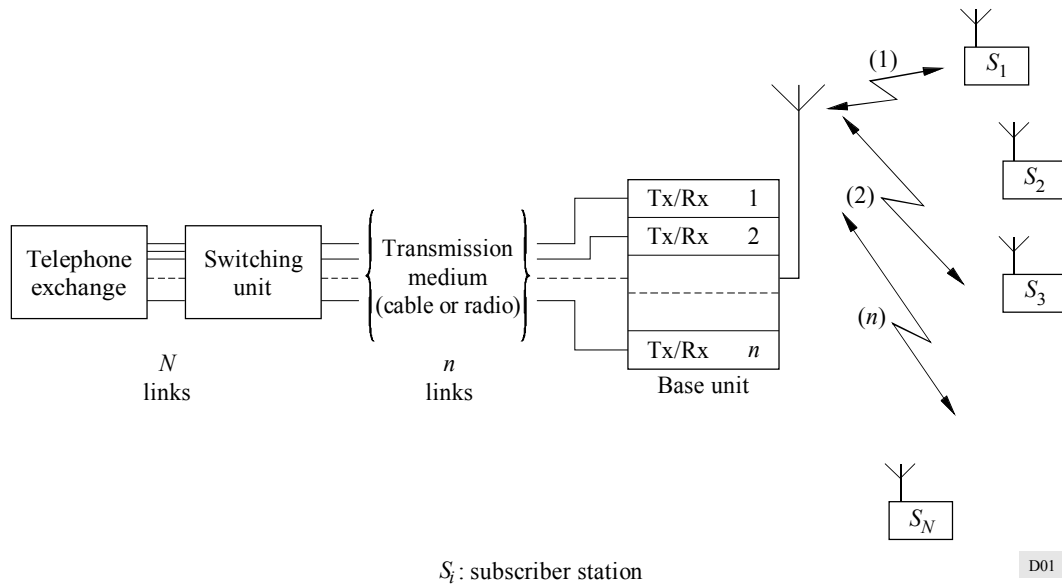 (1)
S1
S2
(2)
S3
(n)
SN
Telephone
exchange
Switching
unit
Transmission
medium
(cable or radio)
Tx/Rx 1
Tx/Rx 2
Tx/Rx n
Base unit
N
links
n
links
Si: subscriber station
D01